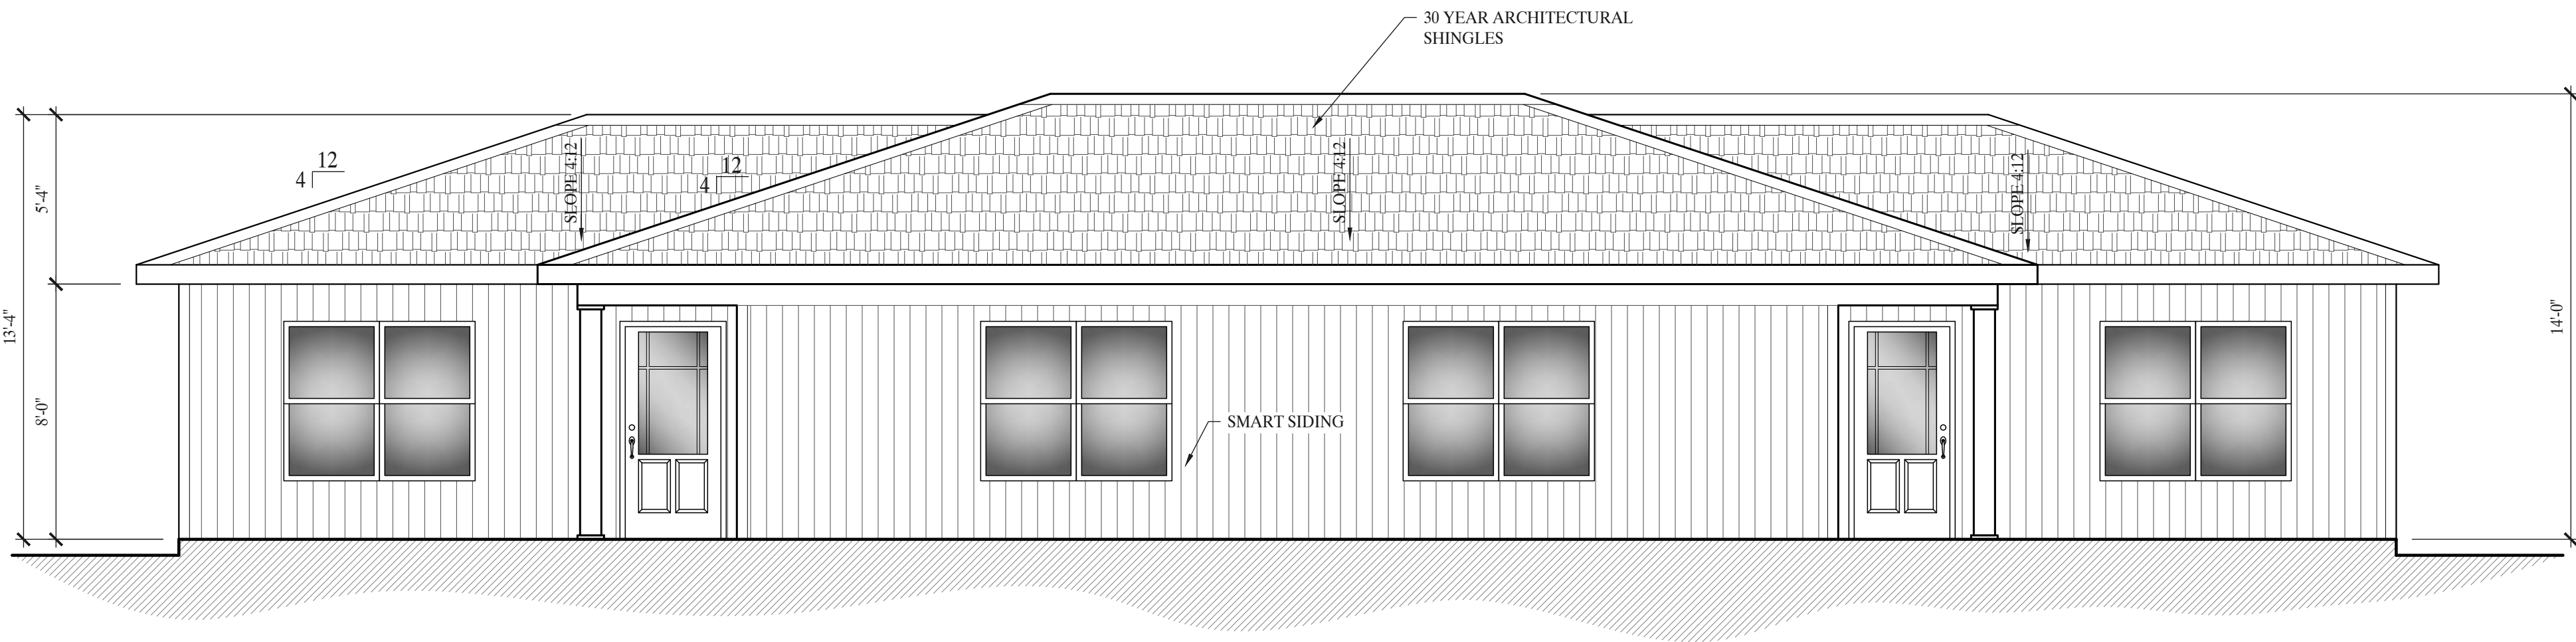 30 YEAR ARCHITECTURAL
SHINGLES
12
4
12
4
SLOPE 4:12
SLOPE 4:12
SLOPE 4:12
5'-4"
13'-4"
8'-0"
14'-0"
SMART SIDING